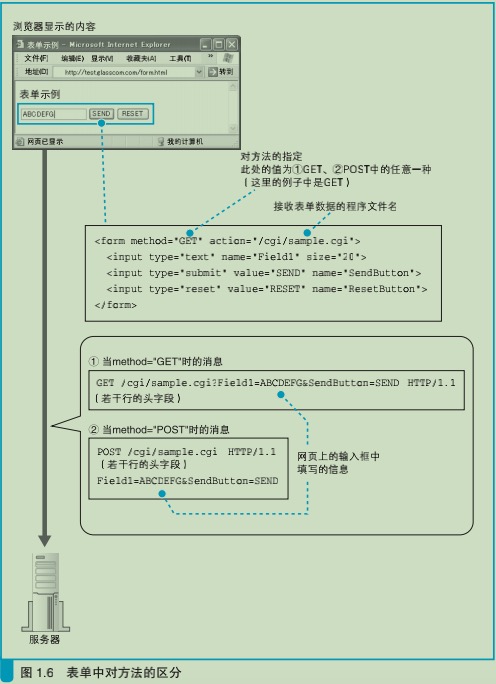 浏览器显示的内容
表单示例 - Microsoft Internet Explorer
文件(F) 编辑(E) 显示(V) 收藏夹(A) 工具(T) »
地址(D) http://testglasscom.com/form.html 转到
表单示例
ABCDEFG SEND RESET
网页已显示 我的计算机
对方法的指定
此处的值为①GET、②POST中的任意一种
(这里的例子中是GET)
接收表单数据的程序文件名
<form method="GET" action="/cgi/sample.cgi">
<input type="text" name="Field1" size="20">
<input type="submit" value="SEND" name="SendButton">
<input type="reset" value="RESET" name="ResetButton">
</form>
① 当method="GET"时的消息
GET /cgi/sample.cgi?Field1=ABCDEFG&SendButton=SEND HTTP/1.1
(若干行的头字段)
② 当method="POST"时的消息
POST /cgi/sample.cgi HTTP/1.1
(若干行的头字段)
Field1=ABCDEFG&SendButton=SEND
网页上的输入框中
填写的信息
服务器
图 1.6 表单中对方法的区分